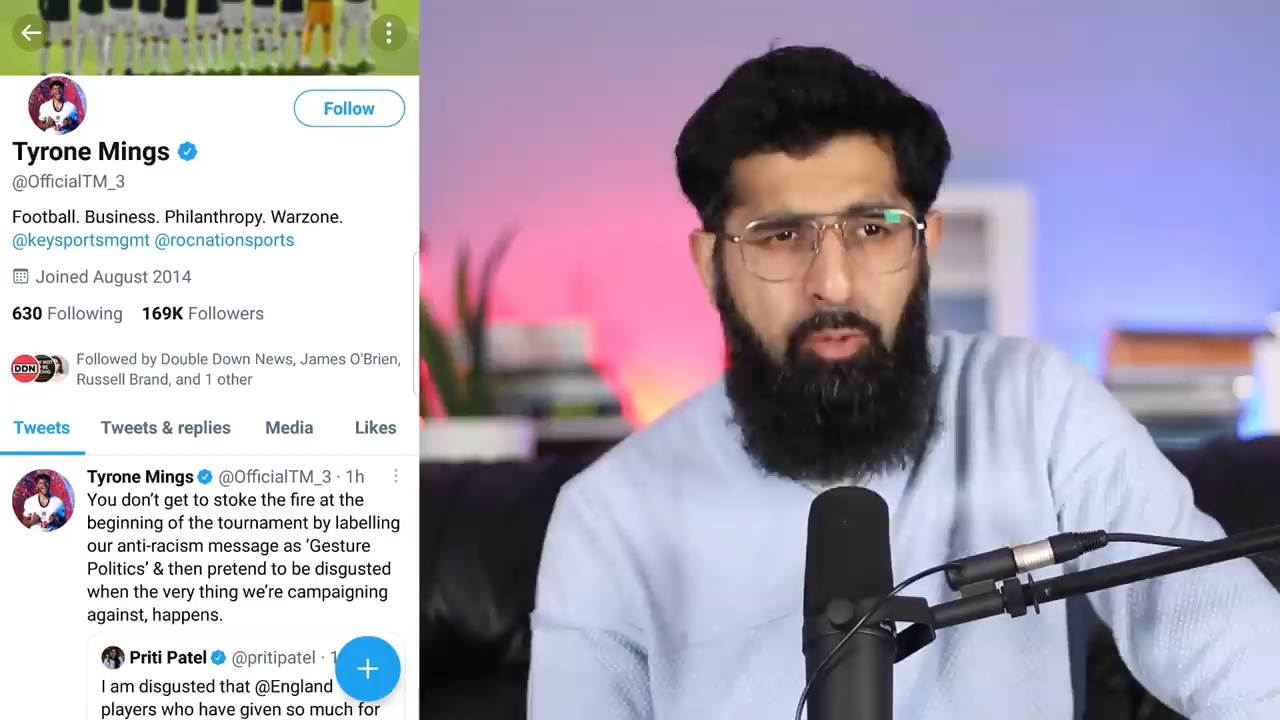 Follow
Tyrone Mings
@OfficialTM_3
Football. Business. Philanthropy. Warzone.
@keysportsmgmt @rocnationsports
Joined August 2014
630 Following 169K Followers
DDN
Followed by Double Down News, James O'Brien,
Russell Brand, and 1 other
Tweets Tweets & replies Media Likes
Tyrone Mings @OfficialTM_3 · 1h
You don’t get to stoke the fire at the
beginning of the tournament by labelling
our anti-racism message as ‘Gesture
Politics’ & then pretend to be disgusted
when the very thing we’re campaigning
against, happens.
Priti Patel @pritipatel · 1
I am disgusted that @England
players who have given so much for